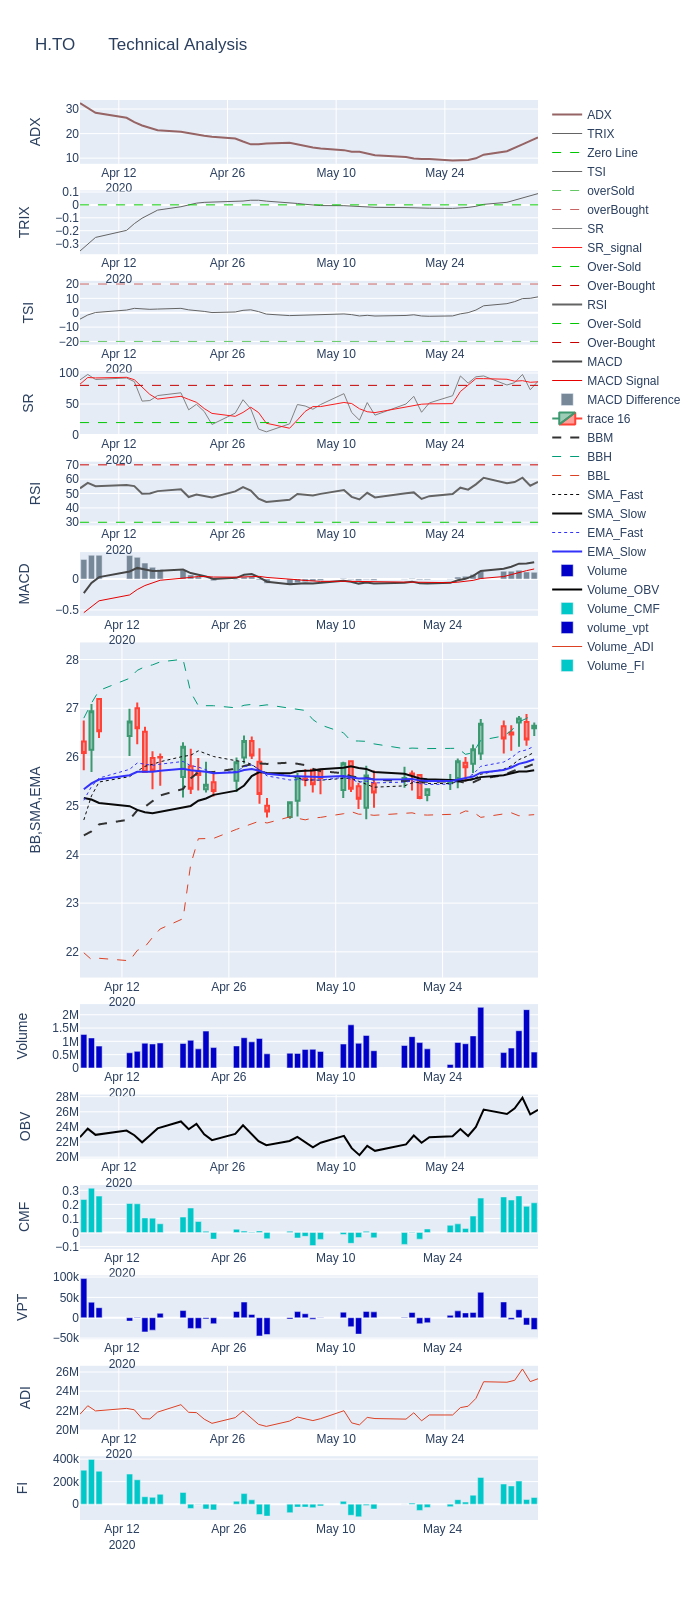 H.TO Technical Analysis
ADX
30
20
10
Apr 12
2020
Apr 26
May 10
May 24
TRIX
0.1
0
−0.1
−0.2
−0.3
Apr 12
2020
Apr 26
May 10
May 24
TSI
20
10
0
−10
−20
Apr 12
2020
Apr 26
May 10
May 24
SR
100
50
0
Apr 12
2020
Apr 26
May 10
May 24
RSI
70
60
50
40
30
Apr 12
2020
Apr 26
May 10
May 24
MACD
0
−0.5
Apr 12
2020
Apr 26
May 10
May 24
BB,SMA,EMA
28
27
26
25
24
23
22
Apr 12
2020
Apr 26
May 10
May 24
Volume
2M
1.5M
1M
0.5M
0
Apr 12
2020
Apr 26
May 10
May 24
OBV
28M
26M
24M
22M
20M
Apr 12
2020
Apr 26
May 10
May 24
CMF
0.3
0.2
0.1
0
−0.1
Apr 12
2020
Apr 26
May 10
May 24
VPT
100k
50k
0
−50k
Apr 12
2020
Apr 26
May 10
May 24
ADI
26M
24M
22M
20M
Apr 12
2020
Apr 26
May 10
May 24
FI
400k
200k
0
Apr 12
2020
Apr 26
May 10
May 24
ADX
TRIX
Zero Line
TSI
overSold
overBought
SR
SR_signal
Over-Sold
Over-Bought
RSI
Over-Sold
Over-Bought
MACD
MACD Signal
MACD Difference
trace 16
BBM
BBH
BBL
SMA_Fast
SMA_Slow
EMA_Fast
EMA_Slow
Volume
Volume_OBV
Volume_CMF
volume_vpt
Volume_ADI
Volume_FI